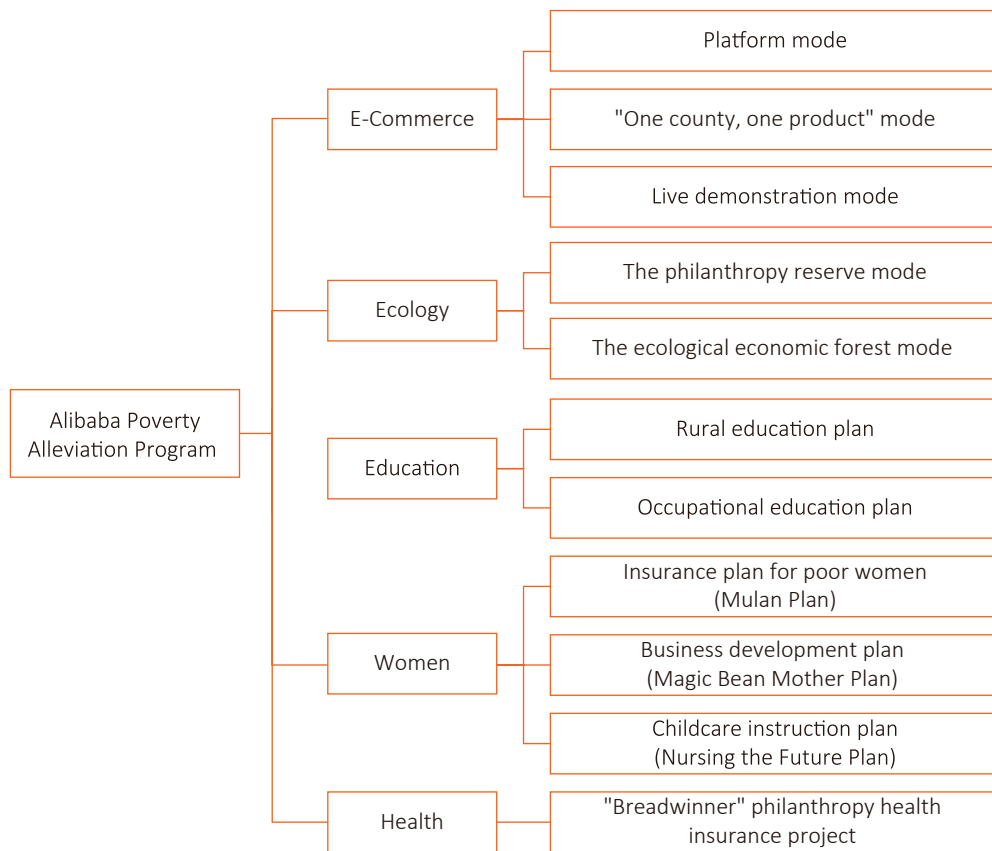 Alibaba Poverty
Alleviation Program
E-Commerce
Platform mode
"One county, one product" mode
Live demonstration mode
Ecology
The philanthropy reserve mode
The ecological economic forest mode
Education
Rural education plan
Occupational education plan
Women
Insurance plan for poor women
(Mulan Plan)
Business development plan
(Magic Bean Mother Plan)
Childcare instruction plan
(Nursing the Future Plan)
Health
"Breadwinner" philanthropy health
insurance project